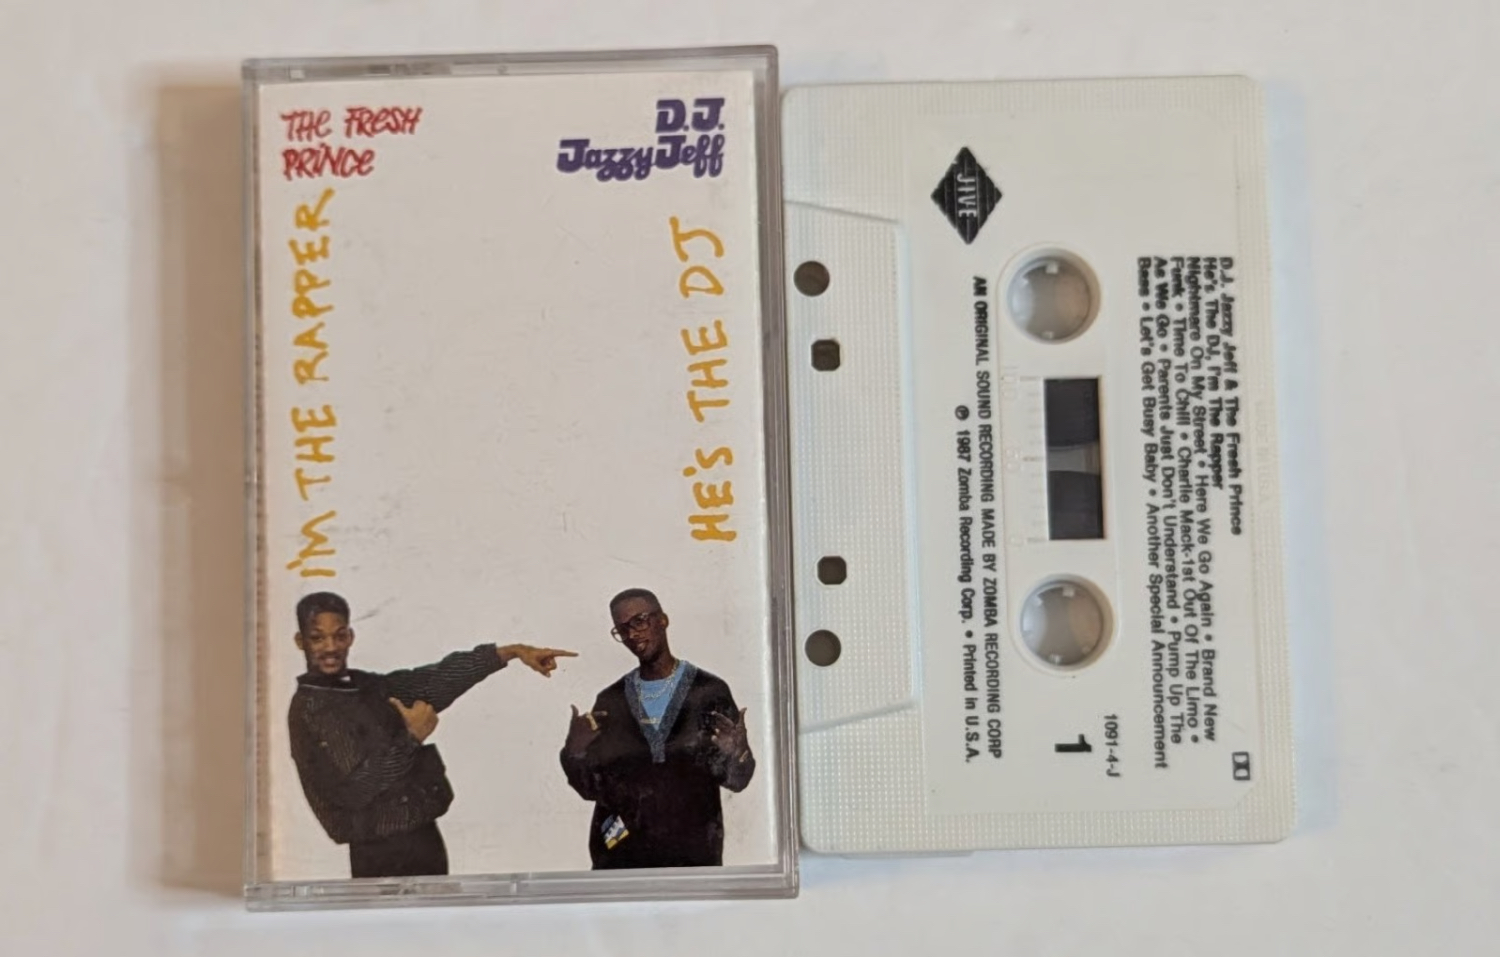 THE FRESH
PRINCE
I'M THE RAPPER
D.J.
Jazzy Jeff
HE'S THE DJ
JIVE
D.J. Jazzy Jeff & The Fresh Prince
He's The DJ, I'm The Rapper
Nightmare On My Street • Here We Go Again • Brand New
Funk • Time To Chill • Charlie Mack-1st Out Of The Limo •
As We Go • Parents Just Don't Understand • Pump Up The
Bass • Let's Get Busy Baby • Another Special Announcement
1091-4-J
1
AN ORIGINAL SOUND RECORDING MADE BY ZOMBA RECORDING CORP
℗ 1987 Zomba Recording Corp. • Printed in U.S.A.